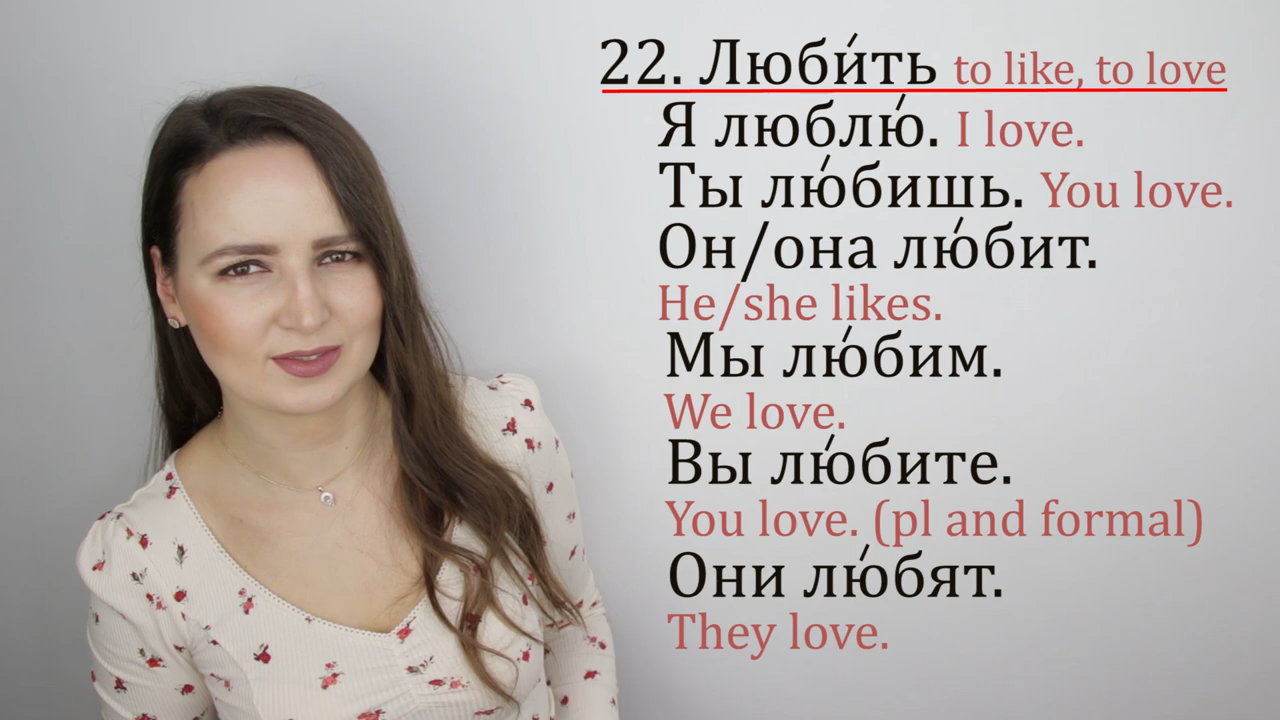 22. Люби́ть to like, to love
Я люблю́. I love.
Ты лю́бишь. You love.
Он/она лю́бит.
He/she likes.
Мы лю́бим.
We love.
Вы лю́бите.
You love. (pl and formal)
Они лю́бят.
They love.